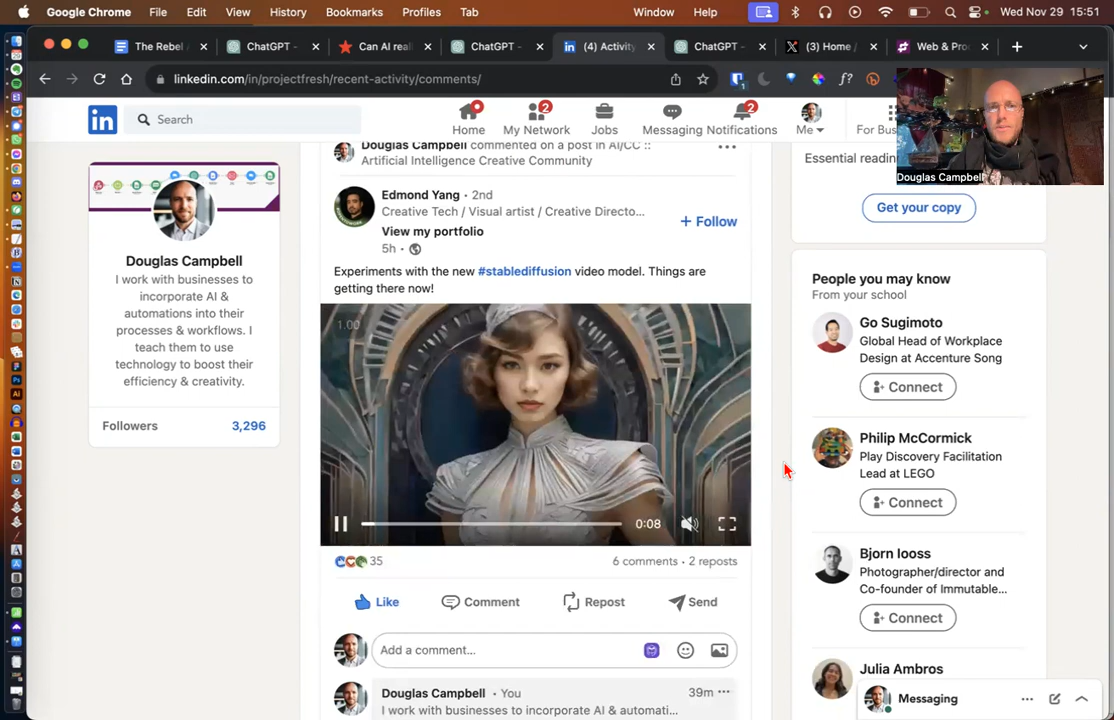 Google Chrome File Edit View History Bookmarks Profiles Tab Window Help Wed Nov 29 15:51
The Rebel ChatGPT - Can AI real ChatGPT - (4) Activity ChatGPT - (3) Home / Web & Pro
linkedin.com/in/projectfresh/recent-activity/comments/
Search
Home
2
My Network
Jobs
Messaging
2
Notifications
Me
For Bus
Douglas Campbell
Douglas Campbell
I work with businesses to
incorporate AI &
automations into their
processes & workflows. I
teach them to use
technology to boost their
efficiency & creativity.
Followers 3,296
Douglas Campbell commented on a post in AI/CC ::
Artificial Intelligence Creative Community
Edmond Yang • 2nd
Creative Tech / Visual artist / Creative Directo...
View my portfolio
5h •
+ Follow
Experiments with the new #stablediffusion video model. Things are
getting there now!
1.00
0:08
35
6 comments • 2 reposts
Like Comment Repost Send
Add a comment...
Douglas Campbell • You 39m
I work with businesses to incorporate AI & automati...
Essential readin
Get your copy
People you may know
From your school
Go Sugimoto
Global Head of Workplace
Design at Accenture Song
Connect
Philip McCormick
Play Discovery Facilitation
Lead at LEGO
Connect
Bjorn Iooss
Photographer/director and
Co-founder of Immutable...
Connect
Julia Ambros
Messaging